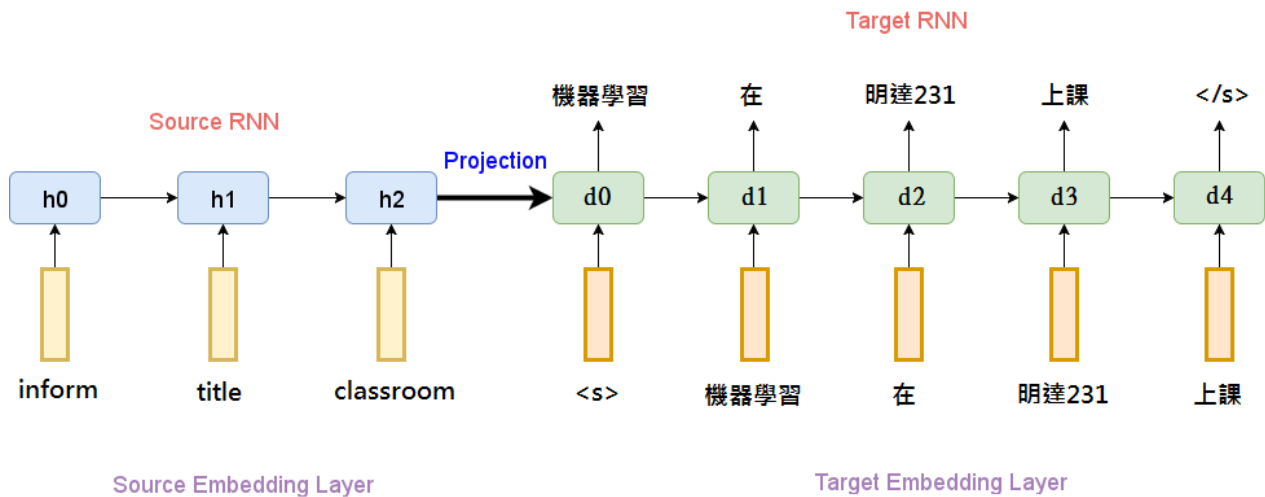 Target RNN
機器學習 在 明達231 上課 </s>
Source RNN
Projection
h0 h1 h2 d0 d1 d2 d3 d4
inform title classroom <s> 機器學習 在 明達231 上課
Source Embedding Layer Target Embedding Layer